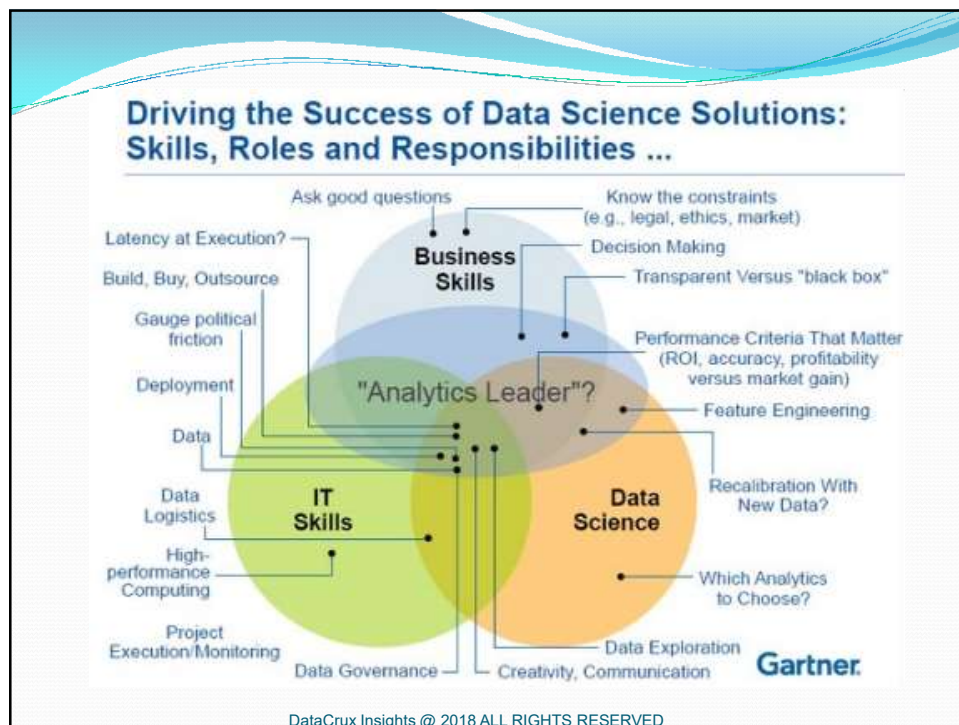 Driving the Success of Data Science Solutions:
Skills, Roles and Responsibilities ...
Ask good questions
Know the constraints
(e.g., legal, ethics, market)
Latency at Execution?
Business
Skills
Decision Making
Build, Buy, Outsource
Transparent Versus "black box"
Gauge political
friction
Performance Criteria That Matter
(ROI, accuracy, profitability
versus market gain)
Deployment
"Analytics Leader"?
Feature Engineering
Data
Recalibration With
New Data?
IT
Skills
Data
Science
Data
Logistics
High-
performance
Computing
Which Analytics
to Choose?
Project
Execution/Monitoring
Data Exploration
Data Governance
Creativity, Communication
Gartner.
DataCrux Insights @ 2018 ALL RIGHTS RESERVED